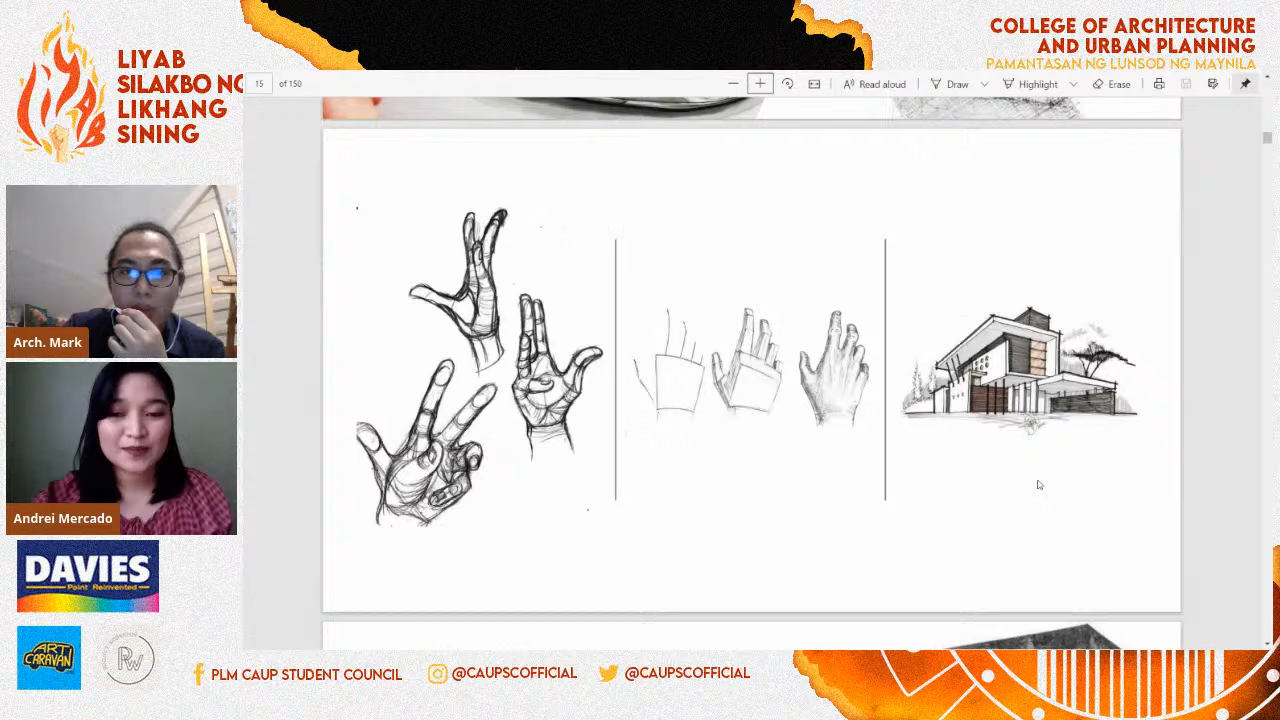 LIYAB
SILAKBO NG
LIKHANG
SINING
COLLEGE OF ARCHITECTURE
AND URBAN PLANNING
PAMANTASAN NG LUNSOD NG MAYNILA
15 of 150
Read aloud
Draw
Highlight
Erase
Arch. Mark
Andrei Mercado
DAVIES
Paint Reinvented
ART
CARAVAN
PW
PLM CAUP STUDENT COUNCIL
@CAUPSCOFFICIAL
@CAUPSCOFFICIAL